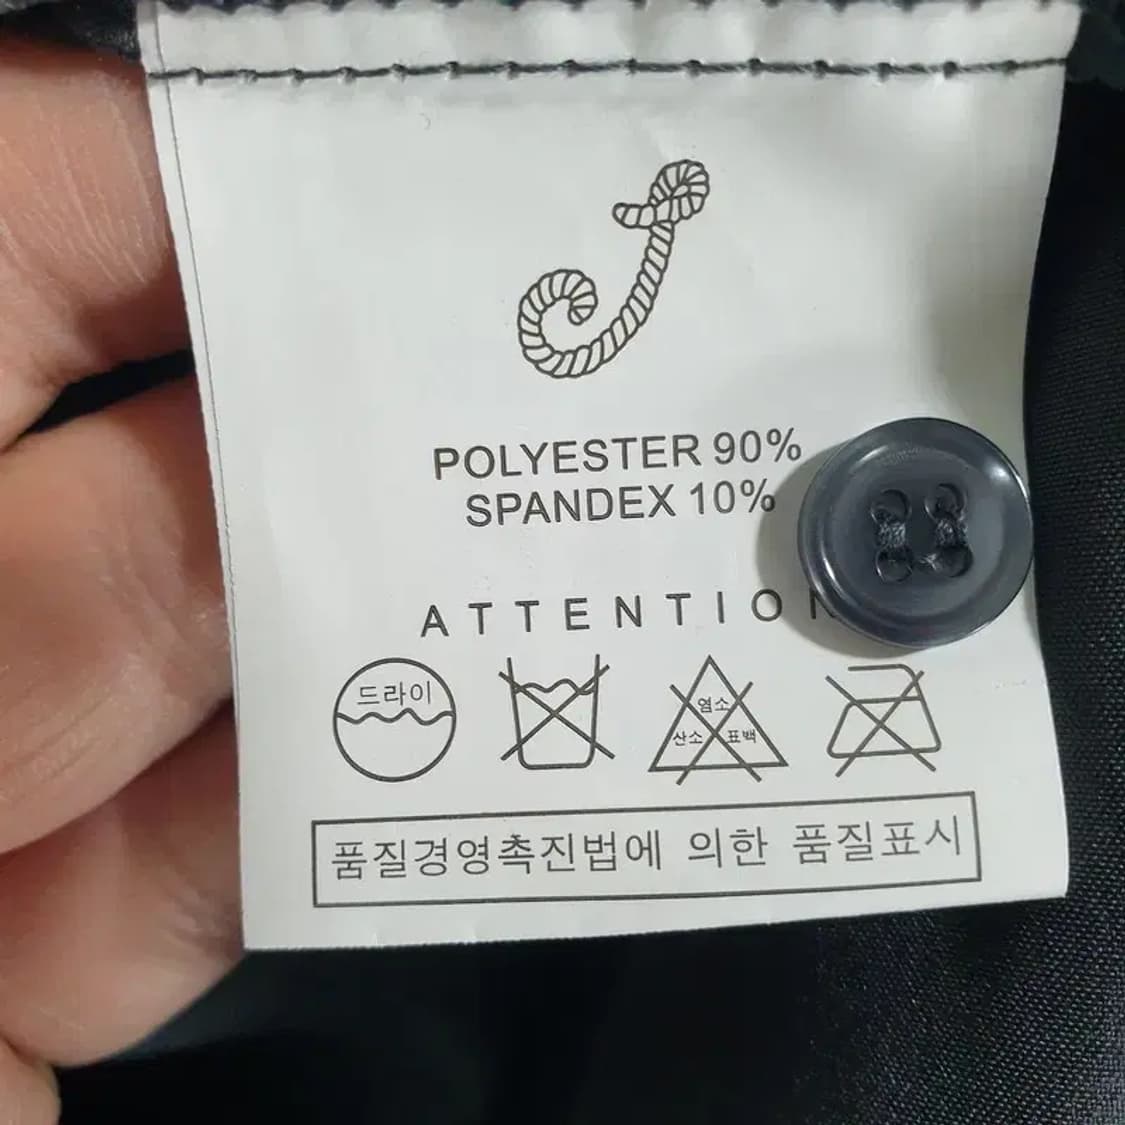 POLYESTER 90%
SPANDEX 10%
ATTENTION
드라이
염소
산소 표백
품질경영촉진법에 의한 품질표시